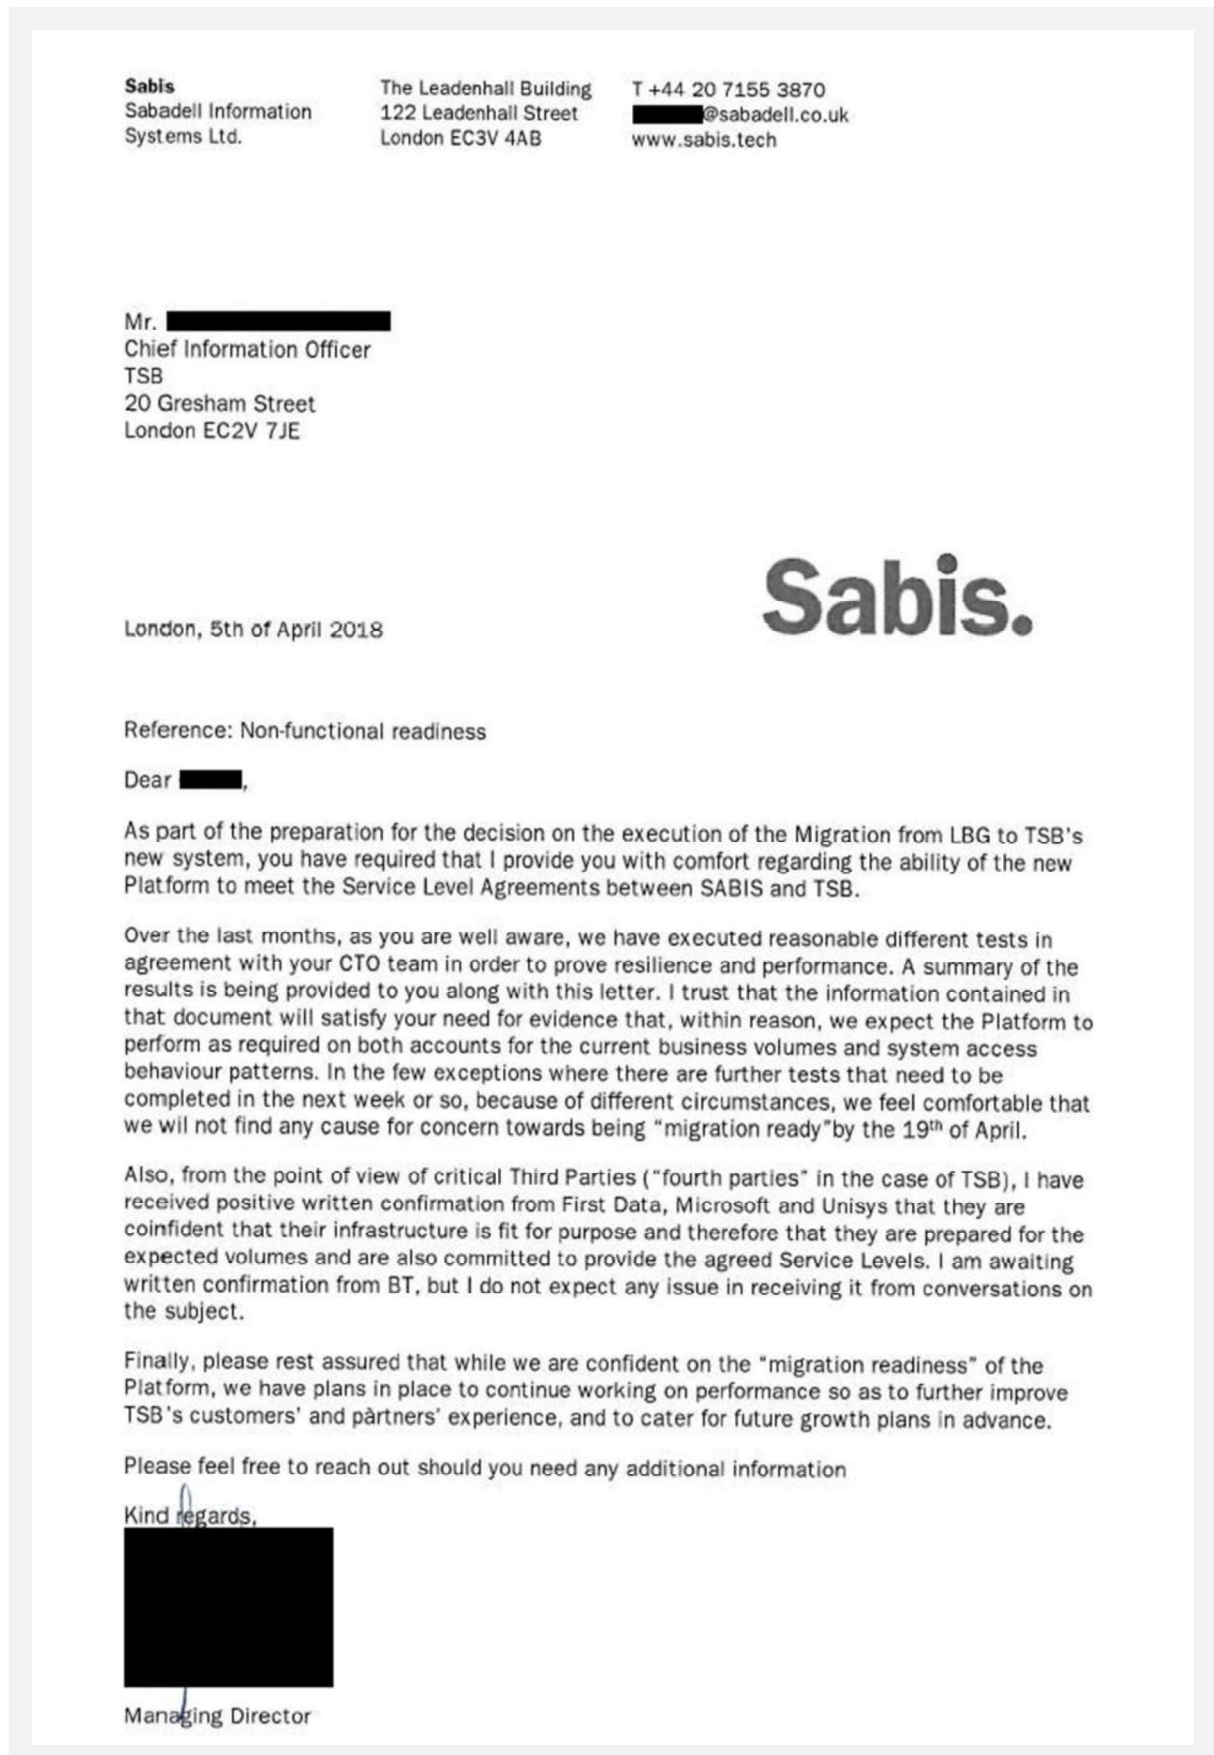 Sabis
Sabadell Information
Systems Ltd.
The Leadenhall Building
122 Leadenhall Street
London EC3V 4AB
T +44 20 7155 3870
@sabadell.co.uk
www.sabis.tech
Mr.
Chief Information Officer
TSB
20 Gresham Street
London EC2V 7JE
Sabis.
London, 5th of April 2018
Reference: Non-functional readiness
Dear ,
As part of the preparation for the decision on the execution of the Migration from LBG to TSB's
new system, you have required that I provide you with comfort regarding the ability of the new
Platform to meet the Service Level Agreements between SABIS and TSB.
Over the last months, as you are well aware, we have executed reasonable different tests in
agreement with your CTO team in order to prove resilience and performance. A summary of the
results is being provided to you along with this letter. I trust that the information contained in
that document will satisfy your need for evidence that, within reason, we expect the Platform to
perform as required on both accounts for the current business volumes and system access
behaviour patterns. In the few exceptions where there are further tests that need to be
completed in the next week or so, because of different circumstances, we feel comfortable that
we wil not find any cause for concern towards being "migration ready"by the 19th of April.
Also, from the point of view of critical Third Parties ("fourth parties" in the case of TSB), I have
received positive written confirmation from First Data, Microsoft and Unisys that they are
coinfident that their infrastructure is fit for purpose and therefore that they are prepared for the
expected volumes and are also committed to provide the agreed Service Levels. I am awaiting
written confirmation from BT, but I do not expect any issue in receiving it from conversations on
the subject.
Finally, please rest assured that while we are confident on the "migration readiness" of the
Platform, we have plans in place to continue working on performance so as to further improve
TSB's customers' and pàrtners' experience, and to cater for future growth plans in advance.
Please feel free to reach out should you need any additional information
Kind regards,
Managing Director